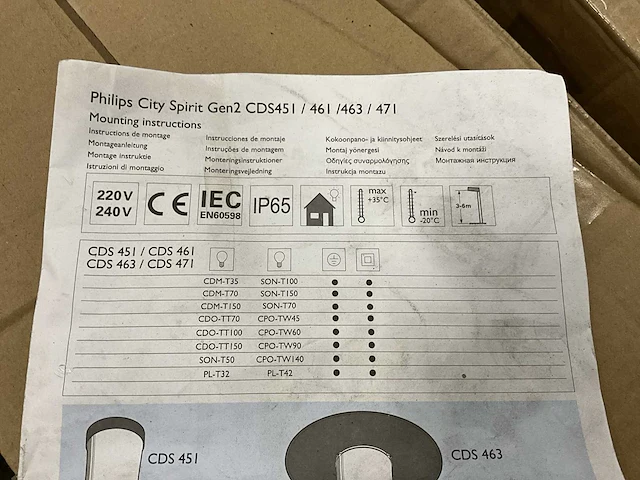 Philips City Spirit Gen2 CDS451 / 461 /463 / 471
Mounting instructions
Instructions de montage
Montageanleitung
Montage instruktie
Istruzioni di montaggio
Instrucciones de montaje
Instruções de montagem
Monteringsinstruktioner
Monteringsvejledning
Kokoonpano- ja kiinnitysohjeet
Montaj yönergesi
Οδηγίες συναρμολόγησης
Instrukcja montazu
Szerelési utasítások
Návod k montáži
Монтажная инструкция
220V
240V
CE
IEC
EN60598
IP65
max
+35°C
min
-20°C
3-6m
CDS 451 / CDS 461
CDS 463 / CDS 471
CDM-T35 SON-T100
CDM-T70 SON-T150
CDM-T150 SON-T70
CDO-TT70 CPO-TW45
CDO-TT100 CPO-TW60
CDO-TT150 CPO-TW90
SON-T50 CPO-TW140
PL-T32 PL-T42
CDS 451
CDS 463